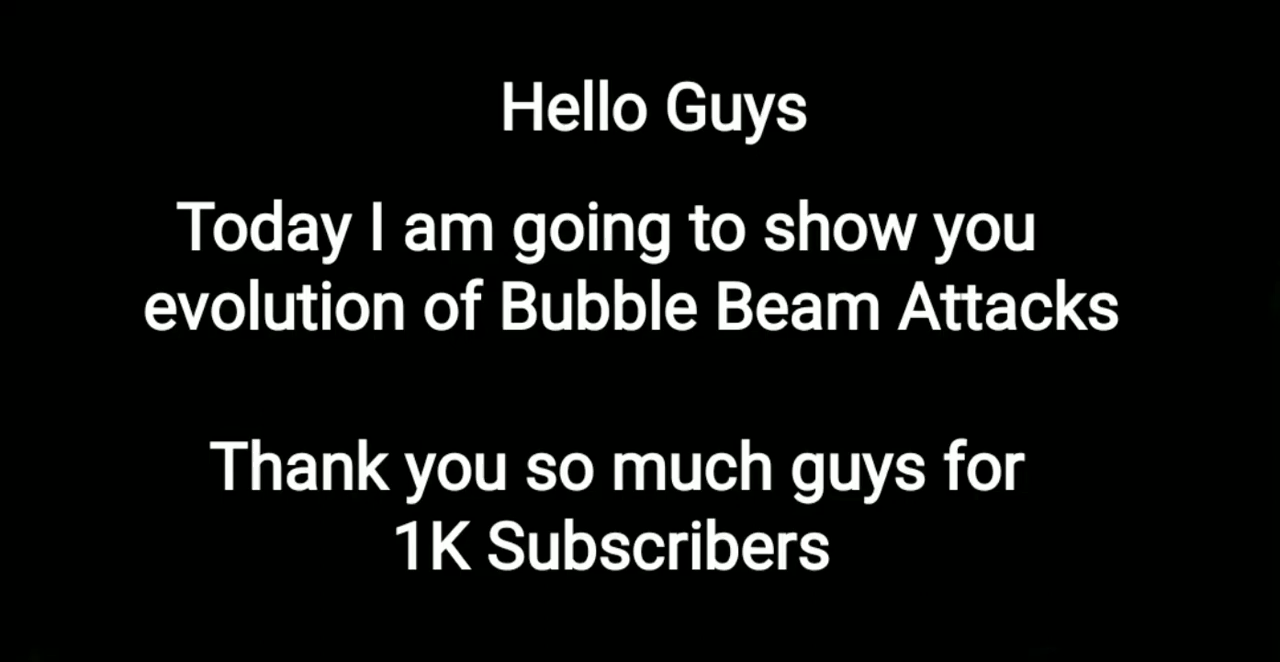 Hello Guys
Today I am going to show you
evolution of Bubble Beam Attacks
Thank you so much guys for
1K Subscribers